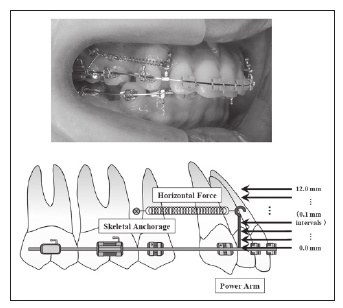 12.0 mm
Horizontal Force
(0.1 mm
intervals )
Skeletal Anchorage
0.0 mm
Power Arm